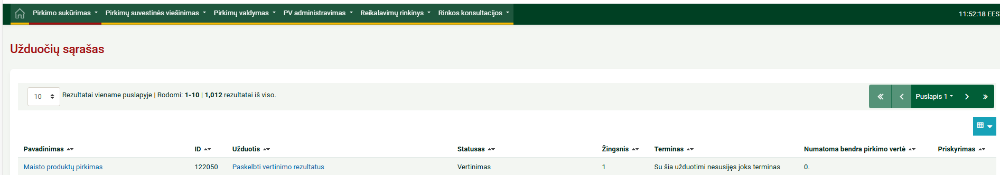 Pirkimo sukūrimas Pirkimų suvestinės viešinimas Pirkimų valdymas PV administravimas Reikalavimų rinkinys Rinkos konsultacijos 11:52:18 EEST
Užduočių sąrašas
10 Rezultatai viename puslapyje | Rodomi: 1-10 | 1,012 rezultatai iš viso. Puslapis 1
Pavadinimas ID Užduotis Statusas Žingsnis Terminas Numatoma bendra pirkimo vertė Priskyrimas
Maisto produktų pirkimas 122050 Paskelbti vertinimo rezultatus Vertinimas 1 Su šia užduotimi nesusijęs joks terminas 0.